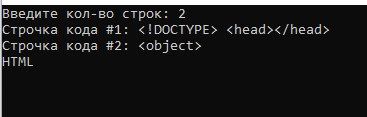 Введите кол-во строк: 2
Строчка кода #1: <!DOCTYPE> <head></head>
Строчка кода #2: <object>
HTML